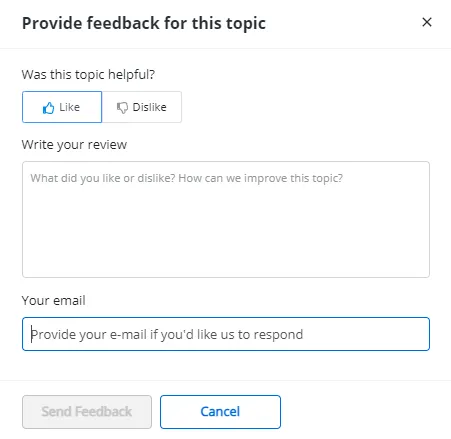 Provide feedback for this topic
Was this topic helpful?
Like
Dislike
Write your review
What did you like or dislike? How can we improve this topic?
Your email
Provide your e-mail if you'd like us to respond
Send Feedback
Cancel